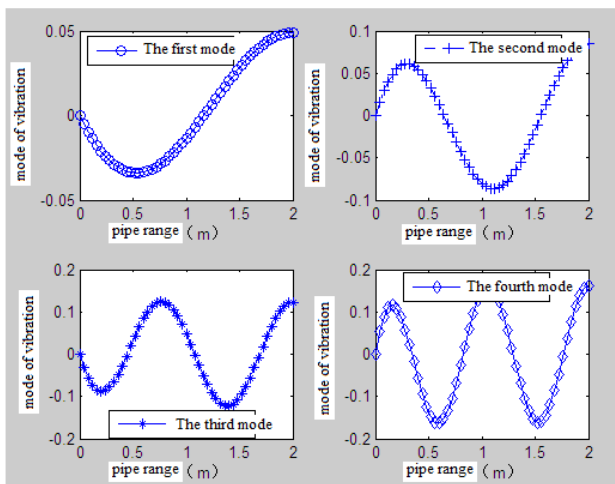 0.05
The first mode
0
-0.05
mode of vibration
0 0.5 1 1.5 2
pipe range (m)
0.1
The second mode
0.05
0
-0.05
-0.1
mode of vibration
0 0.5 1 1.5 2
pipe range (m)
0.2
0.1
0
-0.1
-0.2
mode of vibration
The third mode
0 0.5 1 1.5 2
pipe range (m)
0.2
The fourth mode
0.1
0
-0.1
-0.2
mode of vibration
0 0.5 1 1.5 2
pipe range (m)